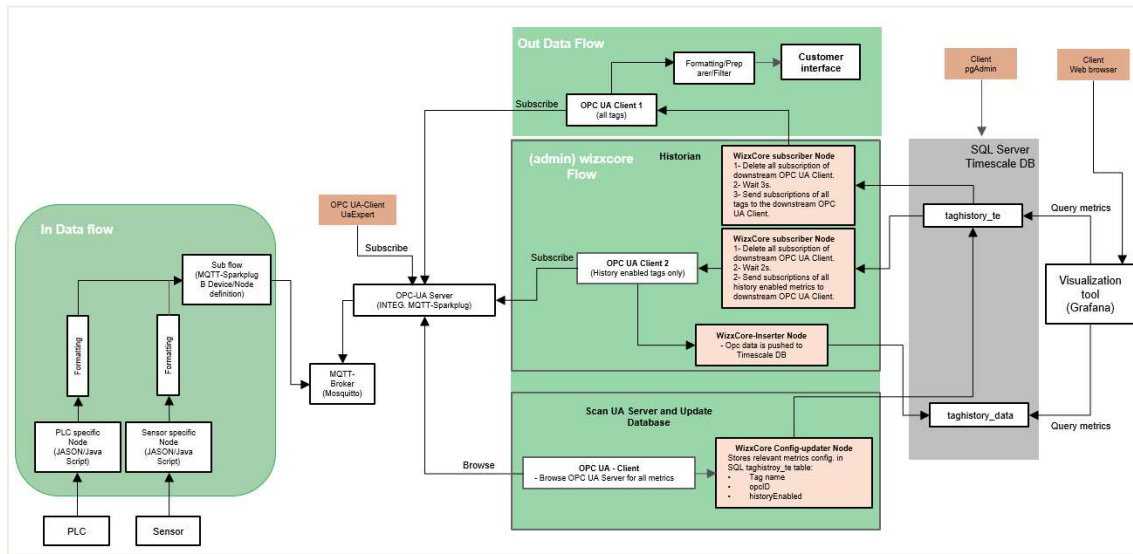 Out Data Flow
Formatting/Prep
arer/Filter
Customer
interface
Subscribe
OPC UA Client 1
(all tags)
Client
pgAdmin
Client
Web browser
(admin) wizxcore
Flow
Historian
WizxCore subscriber Node
1- Delete all subscription of
downstream OPC UA Client.
2- Wait 3s.
3- Send subscriptions of all
tags to the downstream OPC
UA Client.
SQL Server
Timescale DB
OPC UA-Client
UaExpert
Subscribe
taghistory_te
Query metrics
In Data flow
Sub flow
(MQTT-Sparkplug
B Device/Node
definition)
OPC-UA Server
(INTEG. MQTT-Sparkplug)
Subscribe
OPC UA Client 2
(History enabled tags only)
WizxCore subscriber Node
1- Delete all subscription of
downstream OPC UA Client.
2- Wait 2s.
2- Send subscriptions of all
history enabled metrics to
downstream OPC UA Client.
Visualization
tool
(Grafana)
Formatting
Formatting
WizxCore-Inserter Node
- Opc data is pushed to
Timescale DB
MQTT-
Broker
(Mosquitto)
PLC specific
Node
(JASON/Java
Script)
Sensor specific
Node
(JASON/Java
Script)
Scan UA Server and Update
Database
taghistory_data
Query metrics
Browse
OPC UA - Client
- Browse OPC UA Server for all metrics
WizxCore Config-updater Node
Stores relevant metrics config. in
SQL taghistroy_te table:
• Tag name
• opcID
• historyEnabled
PLC
Sensor